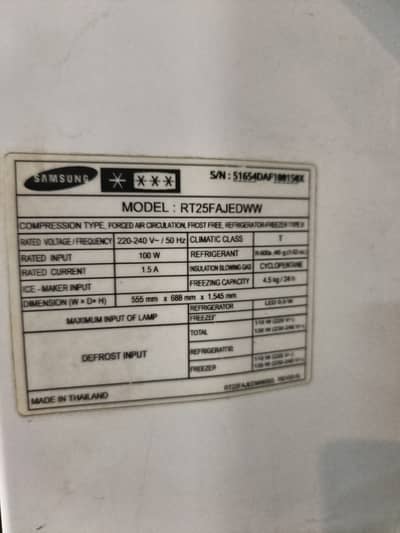 SAMSUNG
S/N : 51654DAF
MODEL : RT25FAJEDWW
COMPRESSION TYPE, FORCED AIR CIRCULATION, FROST FREE, REFRIGERATOR-FREEZER TYPE
RATED VOLTAGE / FREQUENCY 220-240 V~ / 50 Hz CLIMATIC CLASS T
RATED INPUT 100 W REFRIGERANT
RATED CURRENT 1.5 A INSULATION BLOWING GAS CYCLOPENTANE
ICE - MAKER INPUT FREEZING CAPACITY 4.5 kg / 24 h
DIMENSION (W × D× H) 555 mm x 688 mm x 1,545 mm
MAXIMUM INPUT OF LAMP REFRIGERATOR LED
FREEZER
TOTAL
DEFROST INPUT REFRIGERATOR
FREEZER
MADE IN THAILAND